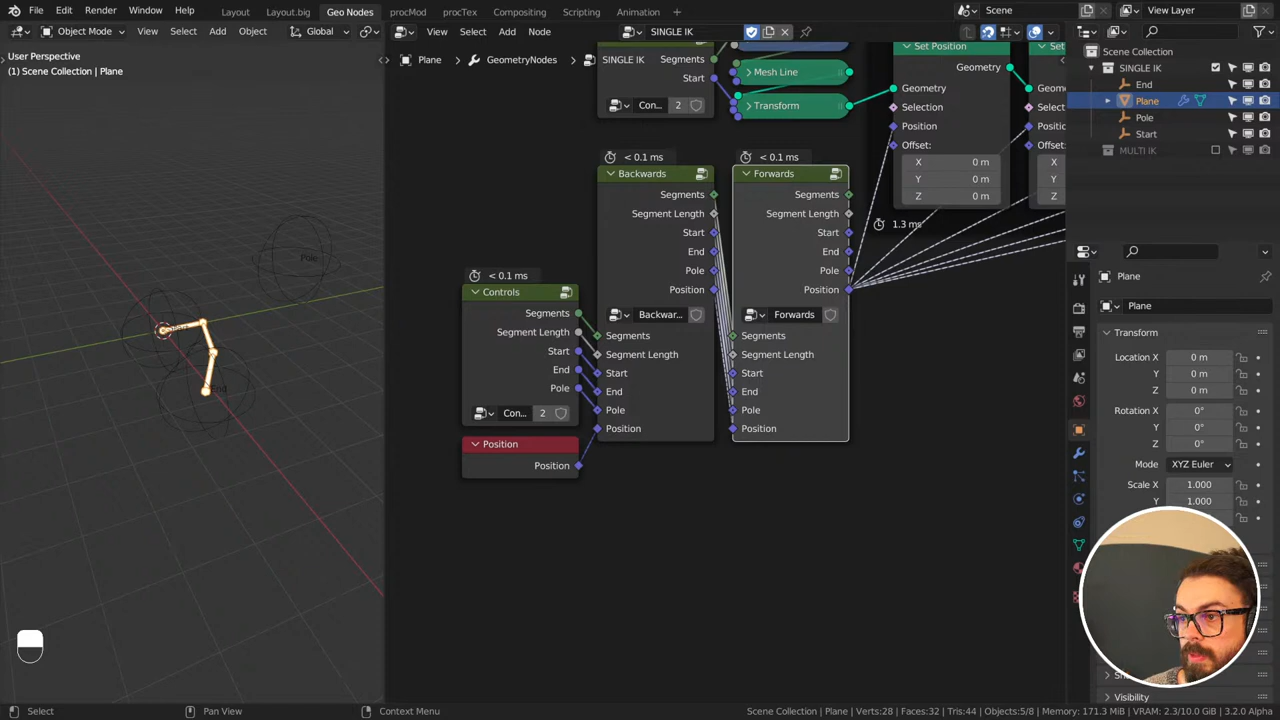 File Edit Render Window Help Layout Layout.big Geo Nodes procMod procTex Compositing Scripting Animation + Scene View Layer
Object Mode View Select Add Object Global View Select Add Node SINGLE IK
User Perspective
(1) Scene Collection | Plane
Plane > GeometryNodes >
Scene Collection
SINGLE IK
End
Plane
Pole
Start
MULTI IK
SINGLE IK
Segments
Start
Con... 2
Mesh Line
Transform
Set Position
Geometry
Geometry
Selection
Position
Offset:
X 0 m
Y 0 m
Z 0 m
1.3 ms
Set
Geome
Select
Positi
Offset
X
Y
Z
< 0.1 ms
Backwards
Segments
Segment Length
Start
End
Pole
Position
Backwar...
Segments
Segment Length
Start
End
Pole
Position
< 0.1 ms
Forwards
Segments
Segment Length
Start
End
Pole
Position
Forwards
Segments
Segment Length
Start
End
Pole
Position
< 0.1 ms
Controls
Segments
Segment Length
Start
End
Pole
Con... 2
Position
Position
Pole
End
Plane
Plane
Transform
Location X 0 m
Y 0 m
Z 0 m
Rotation X 0°
Y 0°
Z 0°
Mode XYZ Euler
Scale X 1.000
Y 1.000
Visibility
Select Pan View Context Menu Scene Collection | Plane | Verts:28 | Faces:32 | Tris:44 | Objects:5/8 | Memory: 171.3 MiB | VRAM: 2.3/10.0 GiB | 3.2.0 Alpha